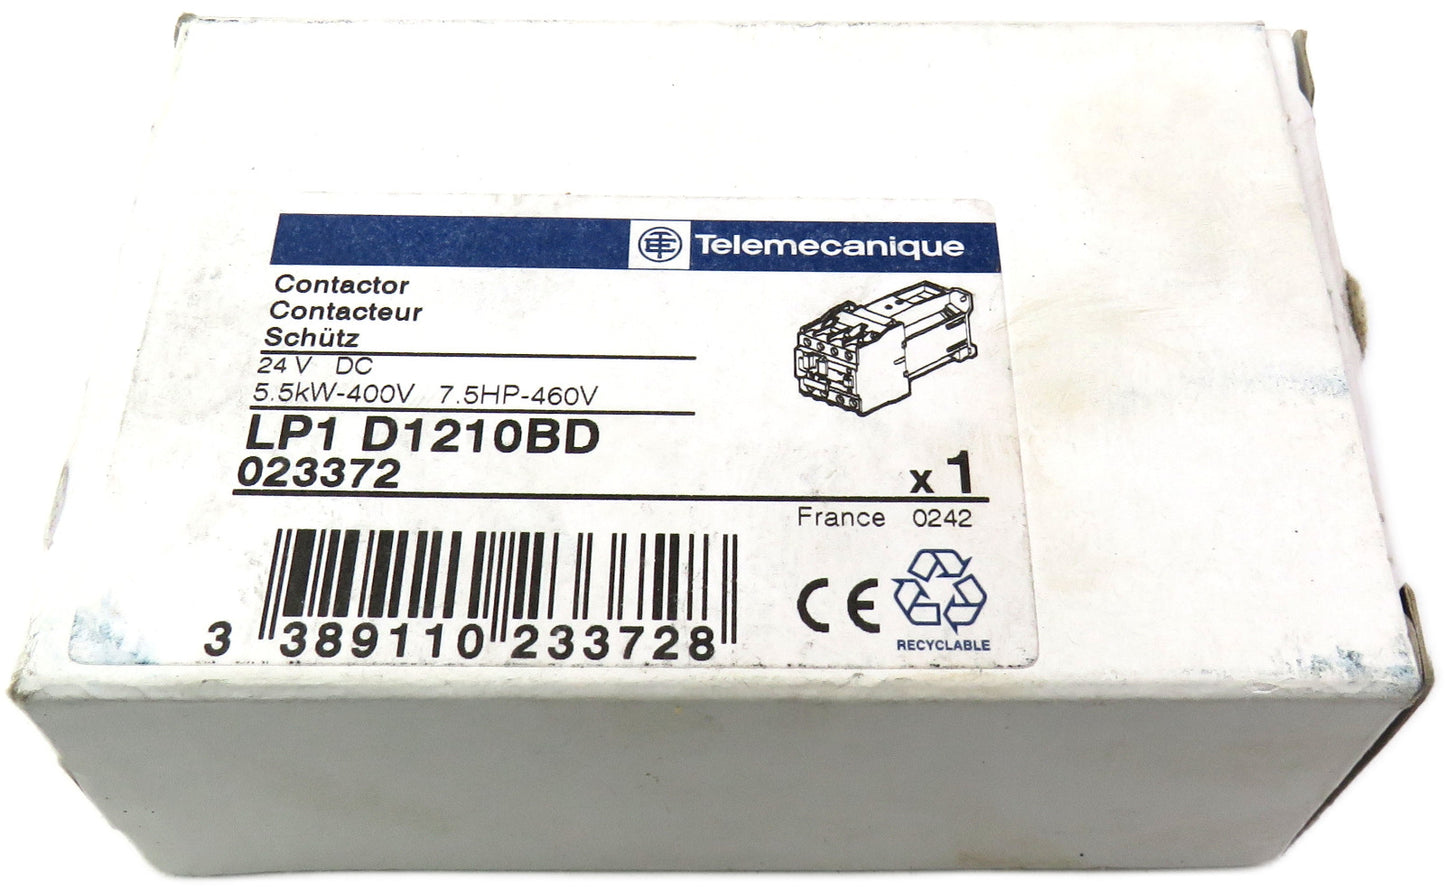 Telemecanique
Contactor
Contacteur
Schütz
24V DC
5.5kW-400V 7.5HP-460V
LP1 D1210BD
023372
x 1
France 0242
3 389110 233728
CE
RECYCLABLE